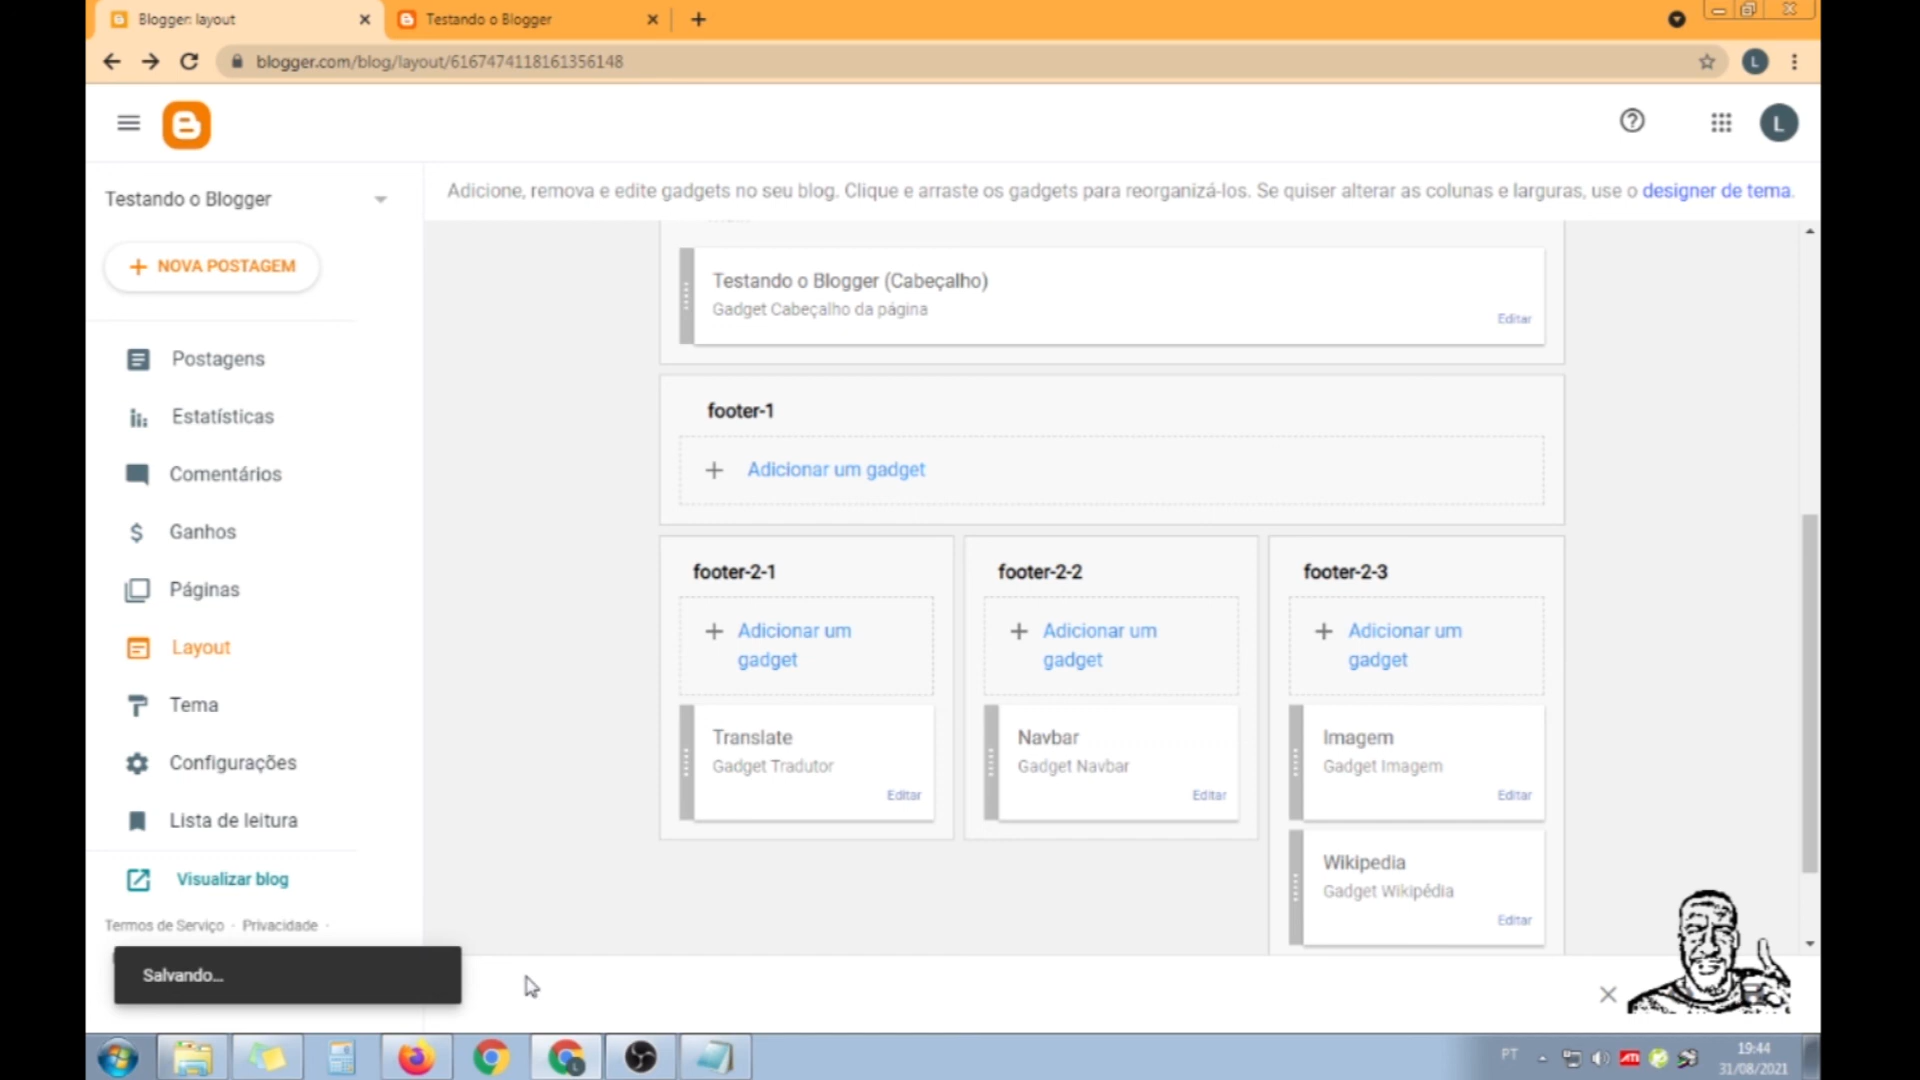 Blogger: layout
Testando o Blogger
blogger.com/blog/layout/6167474118161356148
L
L
Testando o Blogger
Adicione, remova e edite gadgets no seu blog. Clique e arraste os gadgets para reorganizá-los. Se quiser alterar as colunas e larguras, use o designer de tema.
NOVA POSTAGEM
Testando o Blogger (Cabeçalho)
Gadget Cabeçalho da página
Editar
Postagens
Estatísticas
Comentários
Ganhos
Páginas
Layout
Tema
Configurações
Lista de leitura
Visualizar blog
Termos de Serviço · Privacidade ·
Salvando...
footer-1
Adicionar um gadget
footer-2-1
Adicionar um
gadget
Translate
Gadget Tradutor
Editar
footer-2-2
Adicionar um
gadget
Navbar
Gadget Navbar
Editar
footer-2-3
Adicionar um
gadget
Imagem
Gadget Imagem
Editar
Wikipedia
Gadget Wikipédia
Editar
PT
19:44
31/08/2021